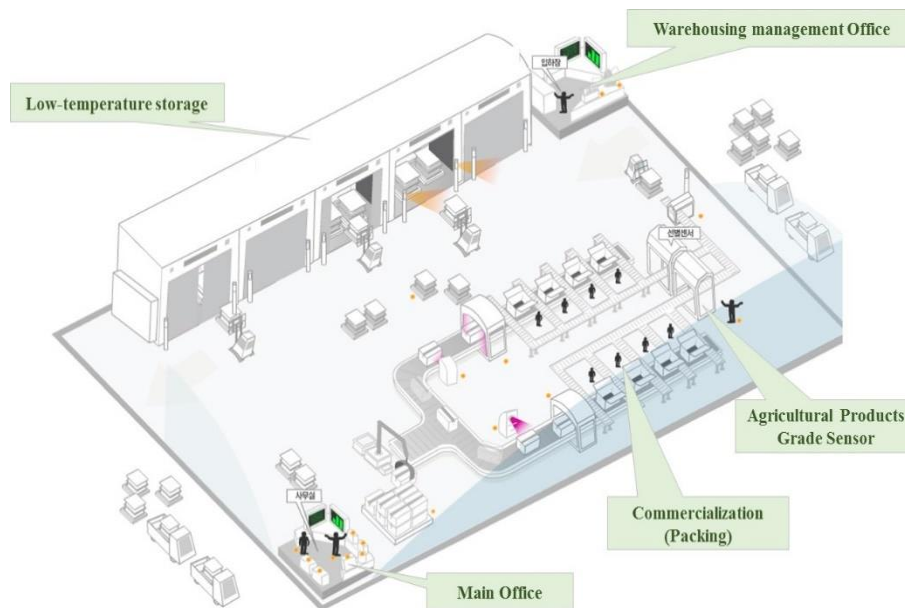 Warehousing management Office
입하장
Low-temperature storage
선별센서
Agricultural Products
Grade Sensor
Commercialization
(Packing)
사무실
Main Office